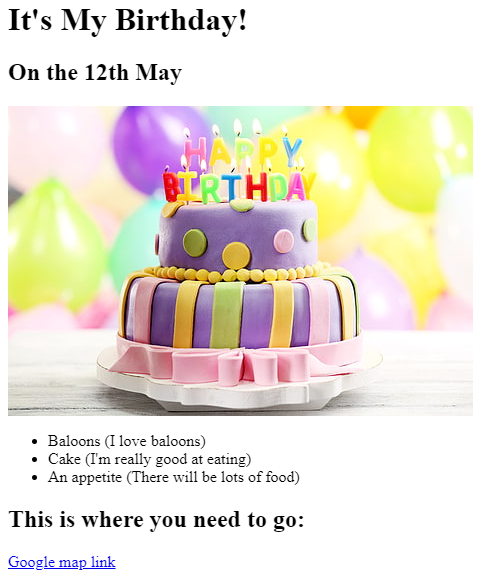 It's My Birthday!
On the 12th May
HAPPY
BIRTHDAY
Baloons (I love baloons)
Cake (I'm really good at eating)
An appetite (There will be lots of food)
This is where you need to go:
Google map link